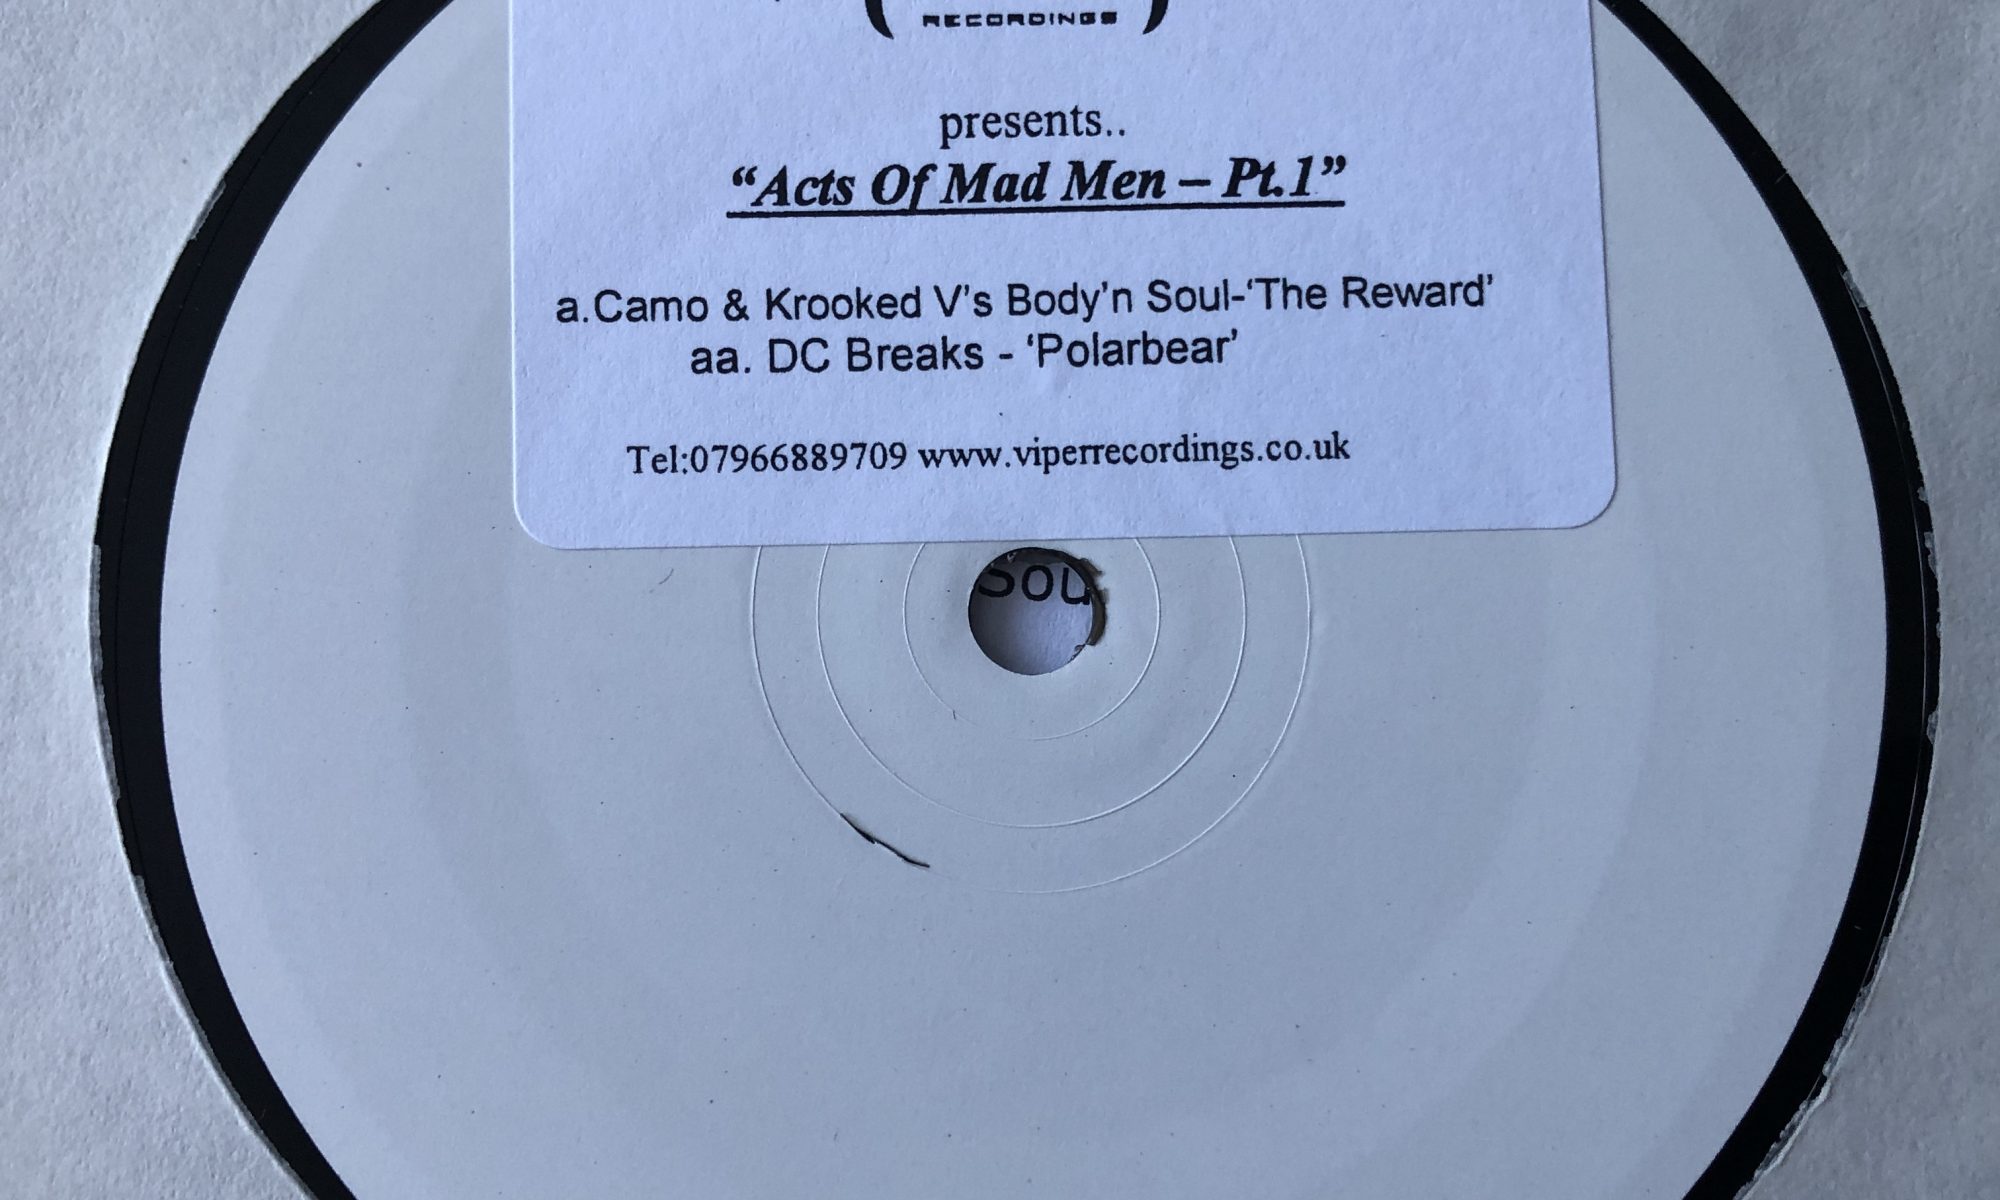 RECORDINGS
presents..
“Acts Of Mad Men – Pt.1”
a.Camo & Krooked V's Body'n Soul-‘The Reward’
aa. DC Breaks - ‘Polarbear’
Tel:07966889709 www.viperrecordings.co.uk
sou